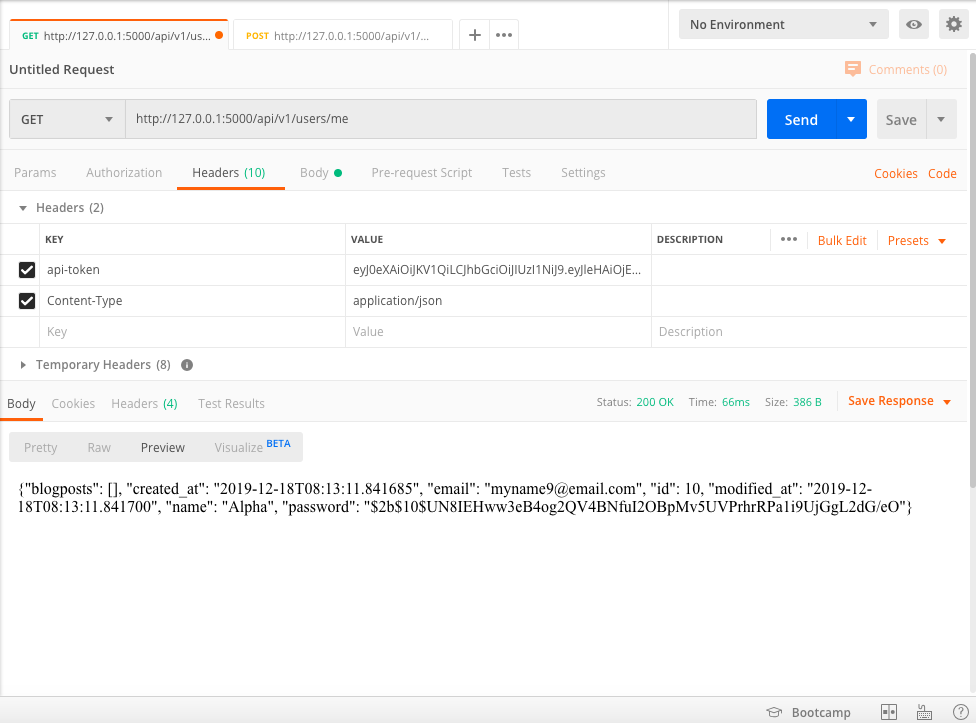 GET http://127.0.0.1:5000/api/v1/us... POST http://127.0.0.1:5000/api/v1/... + ••• No Environment
Untitled Request Comments (0)
GET http://127.0.0.1:5000/api/v1/users/me Send Save
Params Authorization Headers (10) Body Pre-request Script Tests Settings Cookies Code
Headers (2)
KEY VALUE DESCRIPTION ••• Bulk Edit Presets
api-token eyJ0eXAiOiJKV1QiLCJhbGciOiJIUzI1NiJ9.eyJleHAiOjE...
Content-Type application/json
Key Value Description
Temporary Headers (8) i
Body Cookies Headers (4) Test Results Status: 200 OK Time: 66ms Size: 386 B Save Response
Pretty Raw Preview Visualize BETA
{"blogposts": [], "created_at": "2019-12-18T08:13:11.841685", "email": "myname9@email.com", "id": 10, "modified_at": "2019-12-
18T08:13:11.841700", "name": "Alpha", "password": "$2b$10$UN8IEHww3eB4og2QV4BNfuI2OBpMv5UVPrhrRPa1i9UjGgL2dG/eO"}
Bootcamp ?